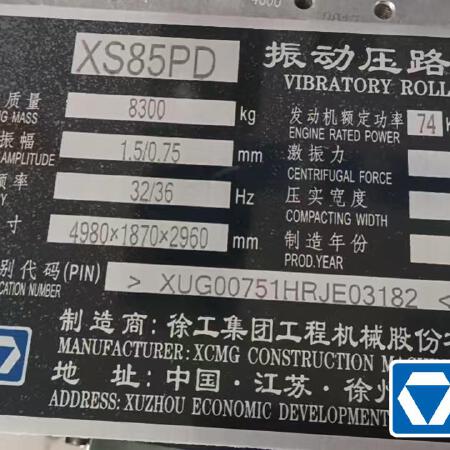 XS85PD 振动压路
VIBRATORY ROLL
质量 8300 kg 发动机额定功率 74
MASS ENGINE RATED POWER
振幅 1.5/0.75 mm 激振力
AMPLITUDE CENTRIFUGAL FORCE
频率 32/36 Hz 压实宽度
COMPACTING WIDTH
寸 4980×1870×2960 mm 制造年份
PROD.YEAR
别代码(PIN) > XUG00751HRJE03182 <
NUMBER
制造商:徐工集团工程机械股份
MANUFACTURER: XCMG CONSTRUCTION
地 址:中国·江苏·徐州
ADDRESS: XUZHOU ECONOMIC DEVELOPMENT